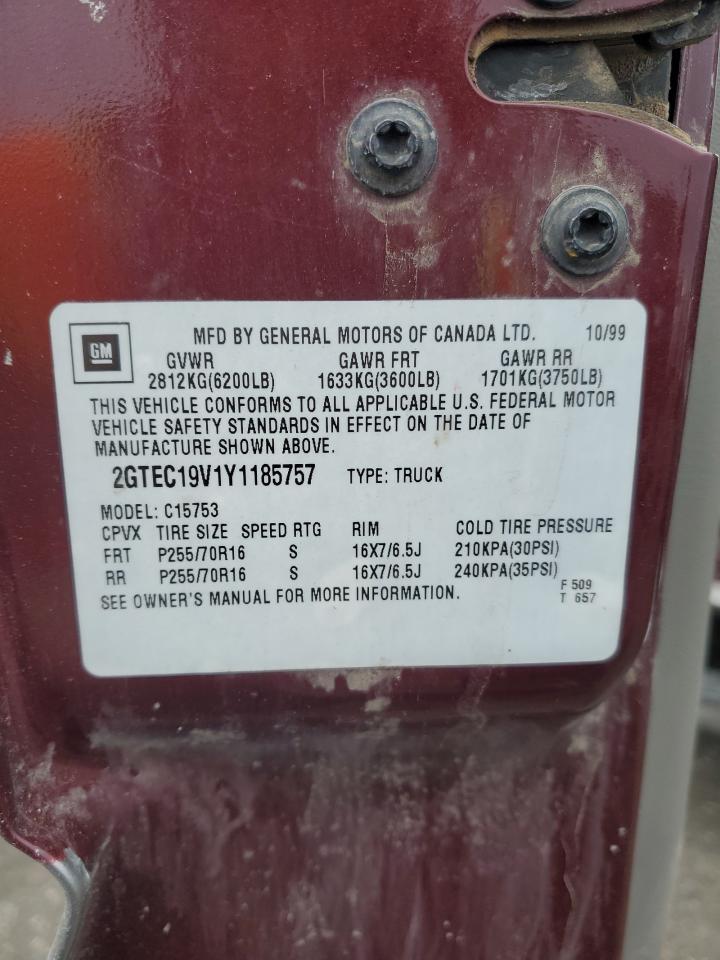 MFD BY GENERAL MOTORS OF CANADA LTD. 10/99
GM
GVWR GAWR FRT GAWR RR
2812KG(6200LB) 1633KG(3600LB) 1701KG(3750LB)
THIS VEHICLE CONFORMS TO ALL APPLICABLE U.S. FEDERAL MOTOR
VEHICLE SAFETY STANDARDS IN EFFECT ON THE DATE OF
MANUFACTURE SHOWN ABOVE.
2GTEC19V1Y1185757 TYPE: TRUCK
MODEL: C15753
CPVX TIRE SIZE SPEED RTG RIM COLD TIRE PRESSURE
FRT P255/70R16 S 16X7/6.5J 210KPA(30PSI)
RR P255/70R16 S 16X7/6.5J 240KPA(35PSI)
SEE OWNER'S MANUAL FOR MORE INFORMATION. F 509
T 657